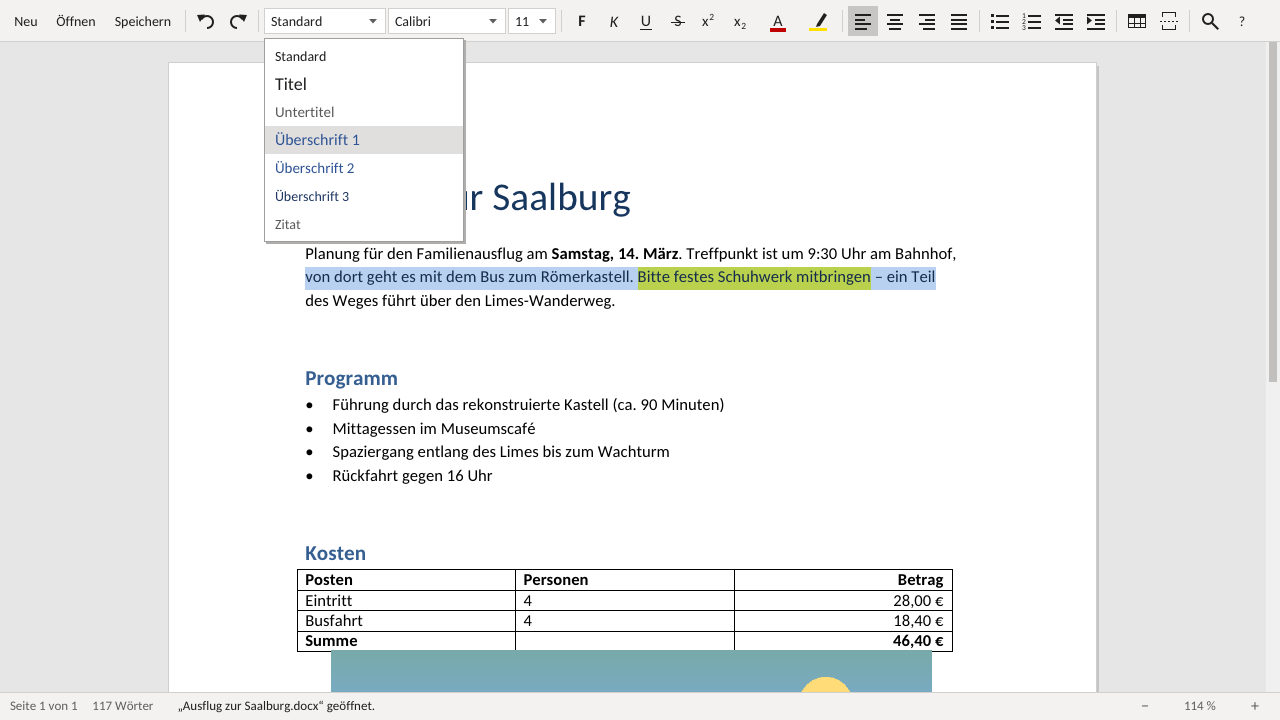 Neu Öffnen Speichern Standard Calibri 11 F K U S x² x₂ A 1 2 3 ?
Standard
Titel
Untertitel
Überschrift 1
Überschrift 2
Überschrift 3
Zitat
ur Saalburg
Planung für den Familienausflug am Samstag, 14. März. Treffpunkt ist um 9:30 Uhr am Bahnhof,
von dort geht es mit dem Bus zum Römerkastell. Bitte festes Schuhwerk mitbringen – ein Teil
des Weges führt über den Limes-Wanderweg.
Programm
• Führung durch das rekonstruierte Kastell (ca. 90 Minuten)
• Mittagessen im Museumscafé
• Spaziergang entlang des Limes bis zum Wachturm
• Rückfahrt gegen 16 Uhr
Kosten
Posten Personen Betrag
Eintritt 4 28,00 €
Busfahrt 4 18,40 €
Summe 46,40 €
Seite 1 von 1 117 Wörter „Ausflug zur Saalburg.docx“ geöffnet. − 114 % +